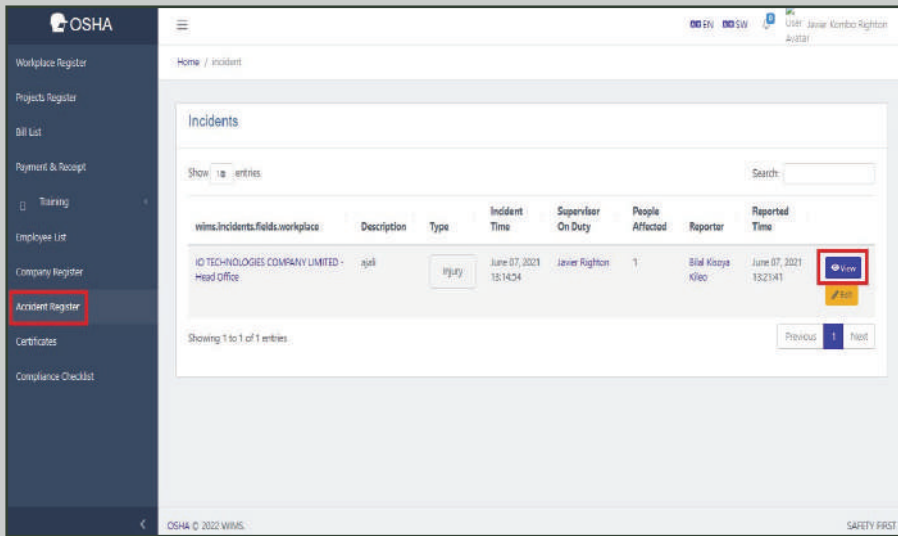 OSHA
EN SW 0 User Avatar Javier Kombo Righton
Workplace Register
Projects Register
Bill List
Payment & Receipt
Training
Employee List
Company Register
Accident Register
Certificates
Compliance Checklist
Home / incident
Incidents
Show 10 entries
Search:
wims.incidents.fields.workplace Description Type Incident Time Supervisor On Duty People Affected Reporter Reported Time
IO TECHNOLOGIES COMPANY LIMITED - Head Office ajali Injury June 07, 2021 13:14:54 Javier Righton 1 Bilal Kisoya Kileo June 07, 2021 13:21:41 View
Edit
Showing 1 to 1 of 1 entries
Previous 1 Next
OSHA © 2022 WIMS.
SAFETY FIRST